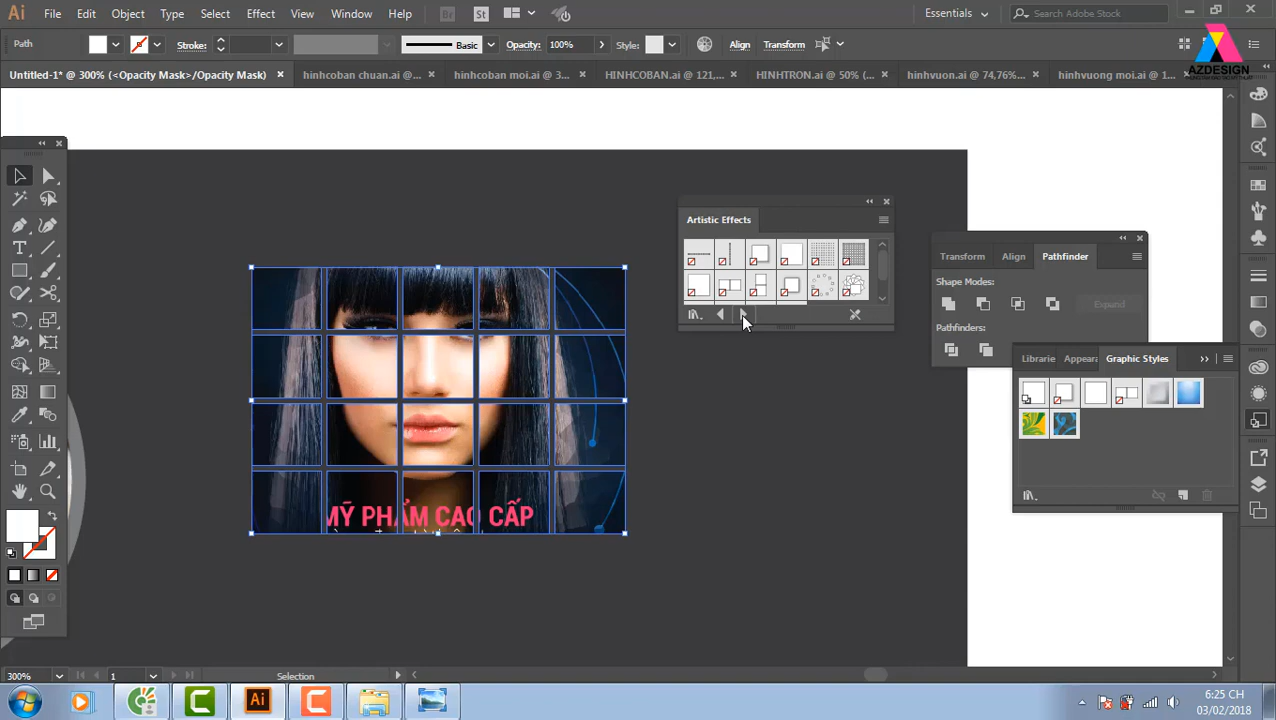 Ai File Edit Object Type Select Effect View Window Help Br St Essentials Search Adobe Stock
Path Stroke: Basic Opacity: 100% Style: Align Transform
AZDESIGN
Untitled-1* @ 300% (<Opacity Mask>/Opacity Mask) hinhcoban chuan.ai @... hinhcoban moi.ai @ 3... HINHCOBAN.ai @ 121,... HINHTRON.ai @ 50% (... hinhvuon.ai @ 74,76%... hinhvuong moi.ai @ 1...
Artistic Effects
Transform Align Pathfinder
Shape Modes:
Expand
Pathfinders:
Librarie Appeara Graphic Styles
MỸ PHẨM CAO CẤP
300% 1 Selection
Ai
6:25 CH
03/02/2018